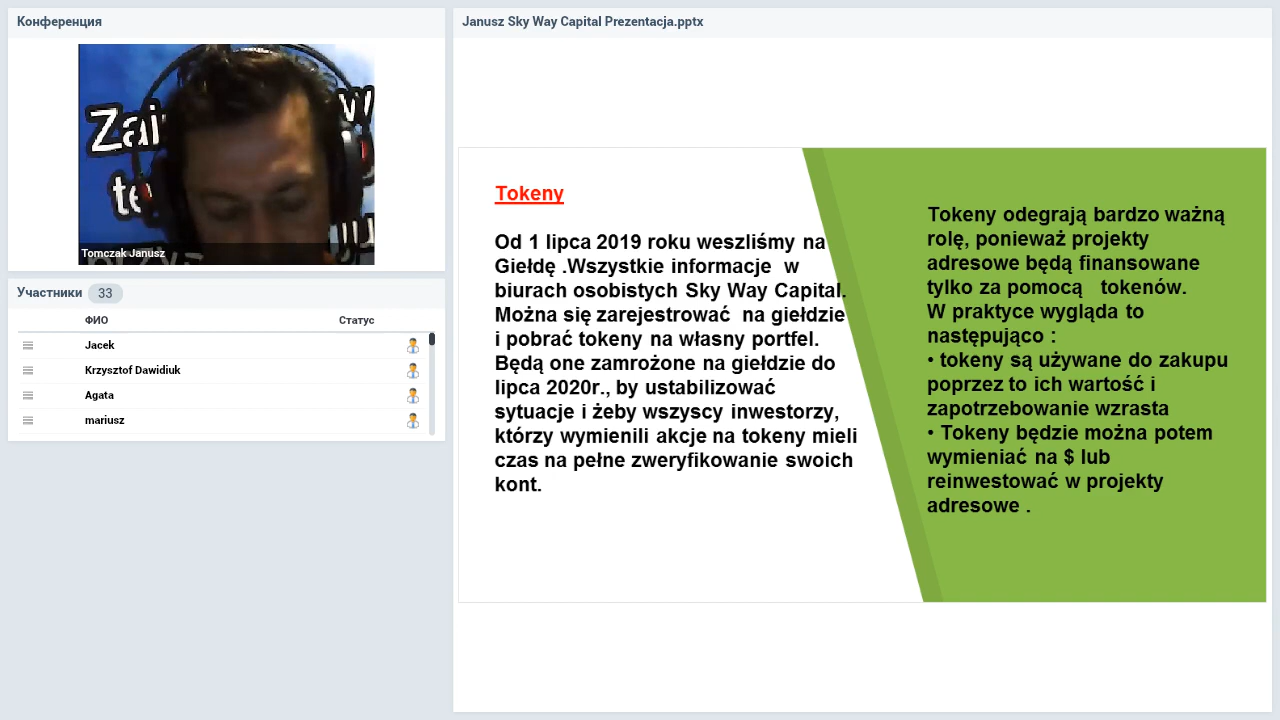 Конференция
Zai
w
te
Tomczak Janusz
Участники 33
ФИО Статус
Jacek
Krzysztof Dawidiuk
Agata
mariusz
Janusz Sky Way Capital Prezentacja.pptx
Tokeny
Od 1 lipca 2019 roku weszliśmy na
Giełdę .Wszystkie informacje w
biurach osobistych Sky Way Capital.
Można się zarejestrować na giełdzie
i pobrać tokeny na własny portfel.
Będą one zamrożone na giełdzie do
lipca 2020r., by ustabilizować
sytuacje i żeby wszyscy inwestorzy,
którzy wymienili akcje na tokeny mieli
czas na pełne zweryfikowanie swoich
kont.
Tokeny odegrają bardzo ważną
rolę, ponieważ projekty
adresowe będą finansowane
tylko za pomocą tokenów.
W praktyce wygląda to
następująco :
• tokeny są używane do zakupu
poprzez to ich wartość i
zapotrzebowanie wzrasta
• Tokeny będzie można potem
wymieniać na $ lub
reinwestować w projekty
adresowe .